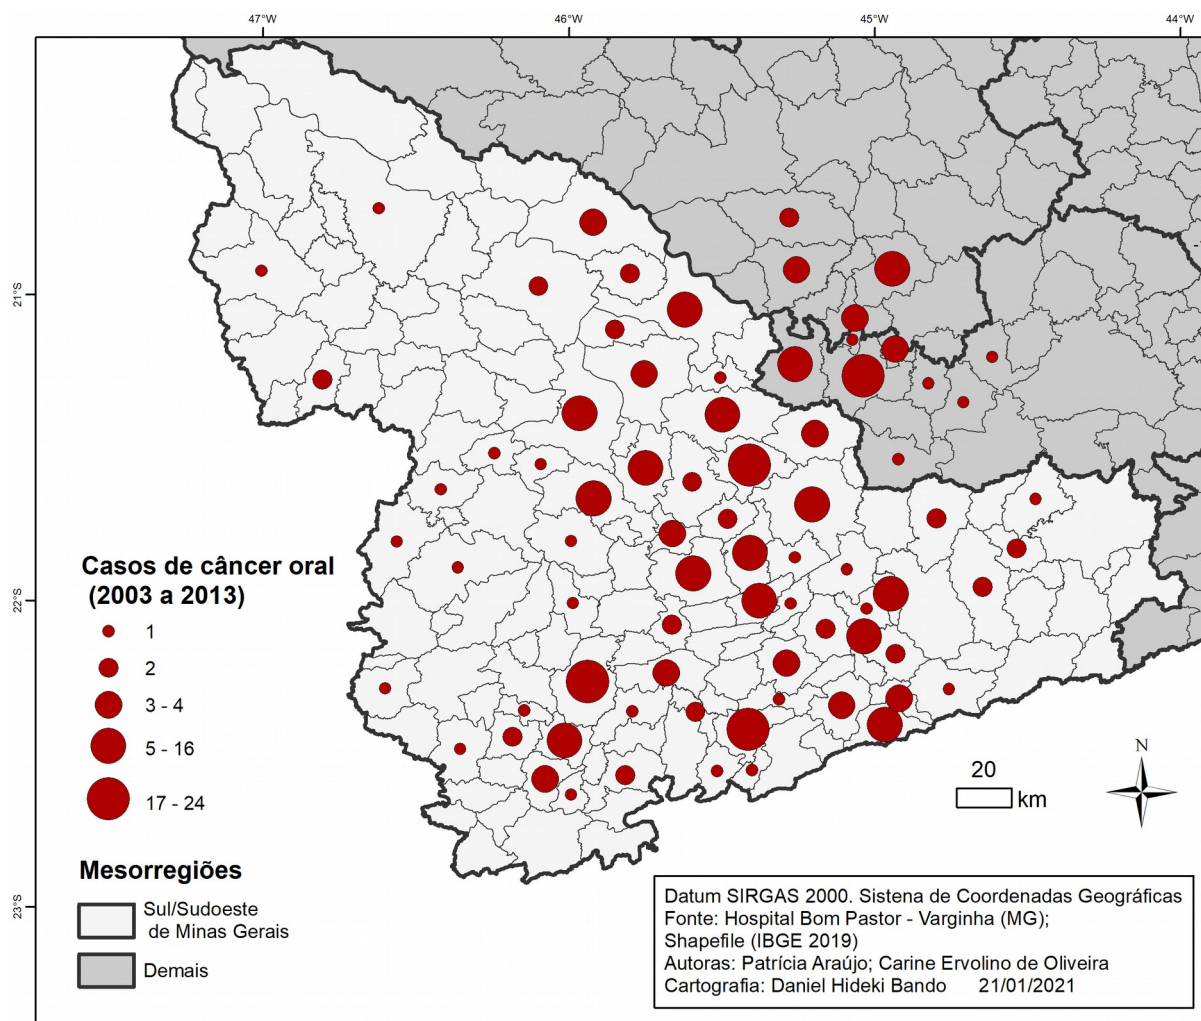 47°W
46°W
45°W
44°W
21°S
22°S
23°S
Casos de câncer oral
(2003 a 2013)
1
2
3 - 4
5 - 16
17 - 24
Mesorregiões
Sul/Sudoeste
de Minas Gerais
Demais
20
km
N
Datum SIRGAS 2000. Sistena de Coordenadas Geográficas
Fonte: Hospital Bom Pastor - Varginha (MG);
Shapefile (IBGE 2019)
Autoras: Patrícia Araújo; Carine Ervolino de Oliveira
Cartografia: Daniel Hideki Bando 21/01/2021